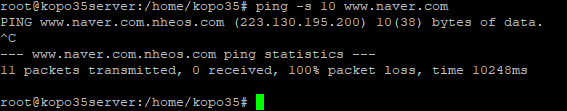 root@kopo35server:/home/kopo35# ping -s 10 www.naver.com
PING www.naver.com.nheos.com (223.130.195.200) 10(38) bytes of data.
^C
--- www.naver.com.nheos.com ping statistics ---
11 packets transmitted, 0 received, 100% packet loss, time 10248ms
root@kopo35server:/home/kopo35#